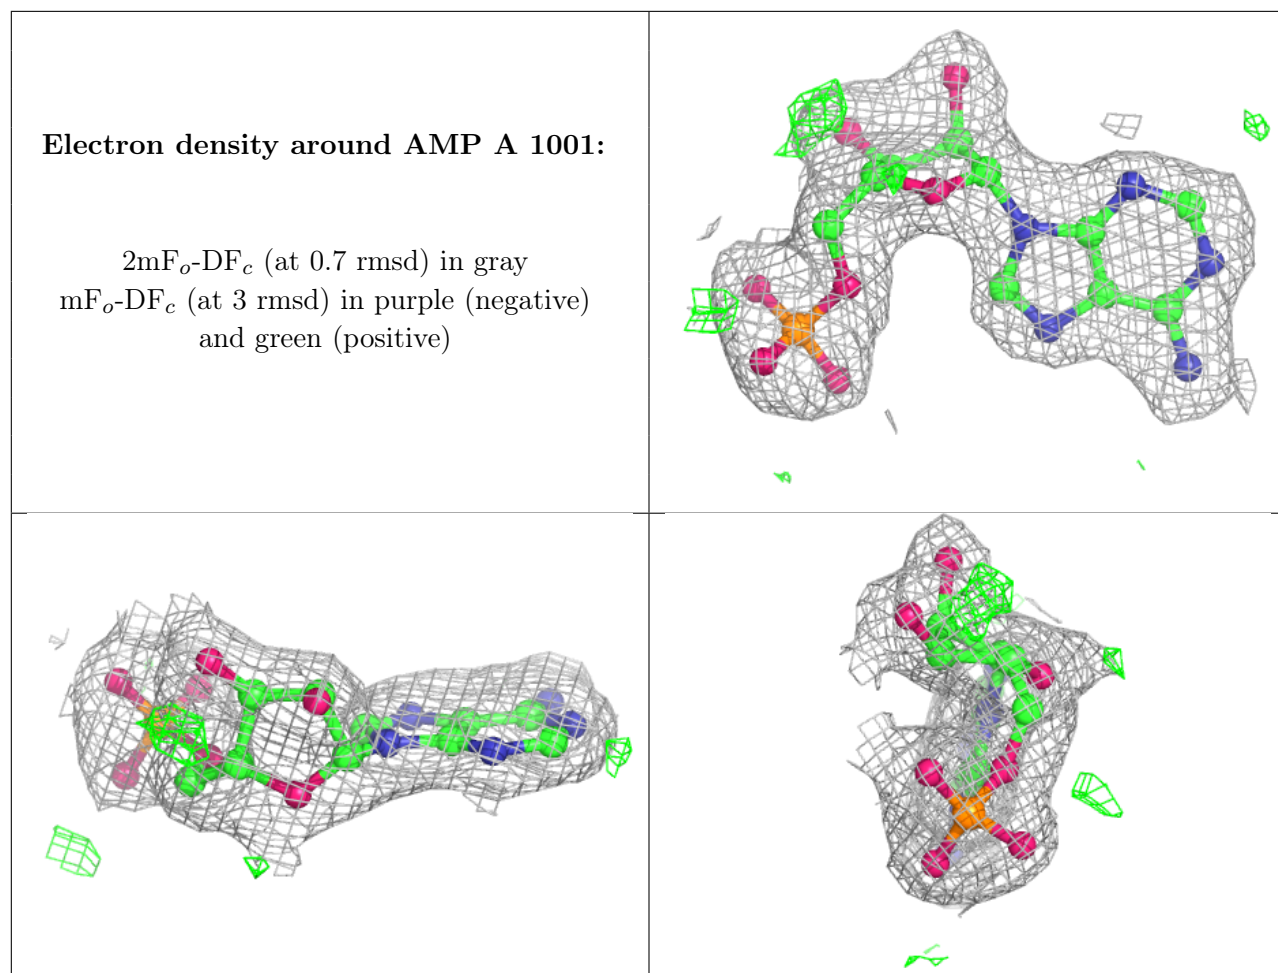 Electron density around AMP A 1001:
2mFo-DFc (at 0.7 rmsd) in gray
mFo-DFc (at 3 rmsd) in purple (negative)
and green (positive)